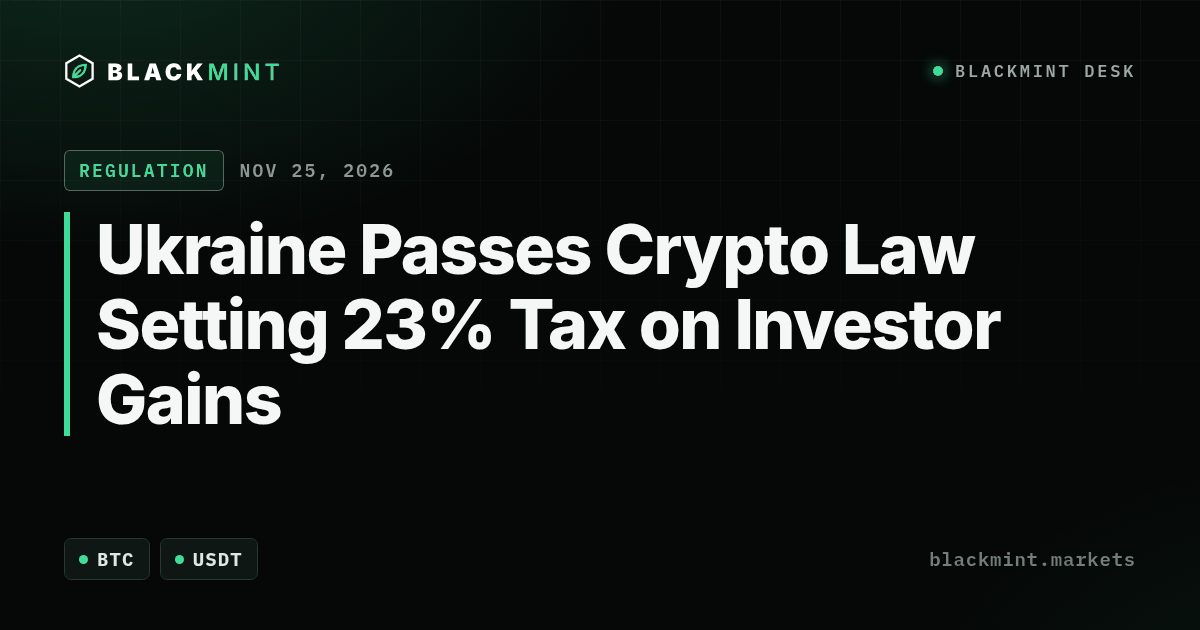 BLACKMINT
BLACKMINT DESK
REGULATION
NOV 25, 2026
Ukraine Passes Crypto Law
Setting 23% Tax on Investor
Gains
BTC
USDT
blackmint.markets